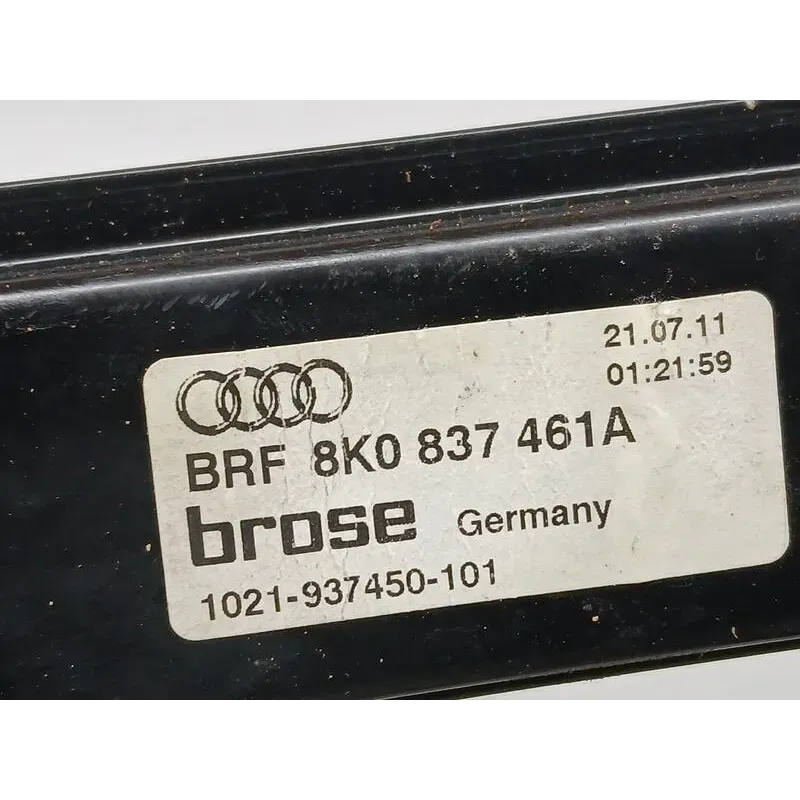 21.07.11
01:21:59
BRF 8K0 837 461A
brose Germany
1021-937450-101